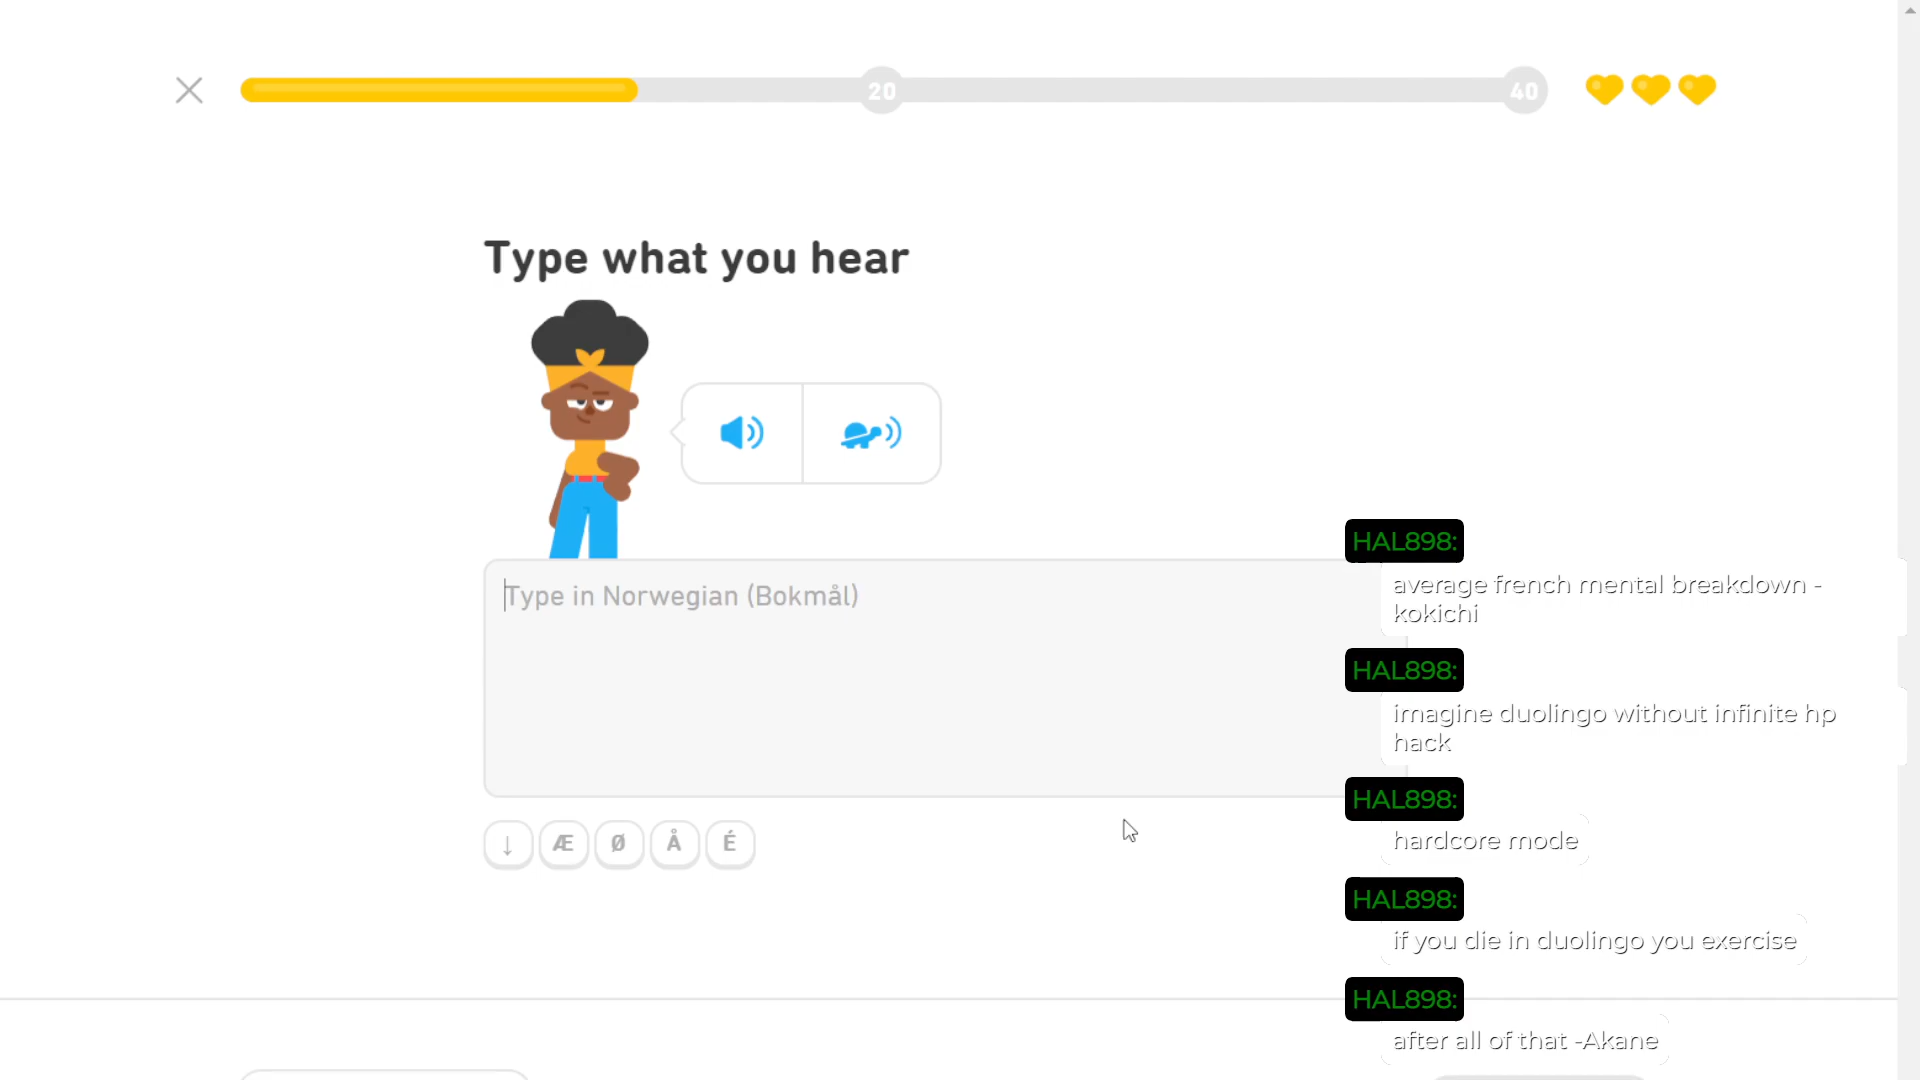 20
40
Type what you hear
Type in Norwegian (Bokmål)
↓ Æ Ø Å É
HAL898:
average french mental breakdown -
kokichi
HAL898:
imagine duolingo without infinite hp
hack
HAL898:
hardcore mode
HAL898:
if you die in duolingo you exercise
HAL898:
after all of that -Akane